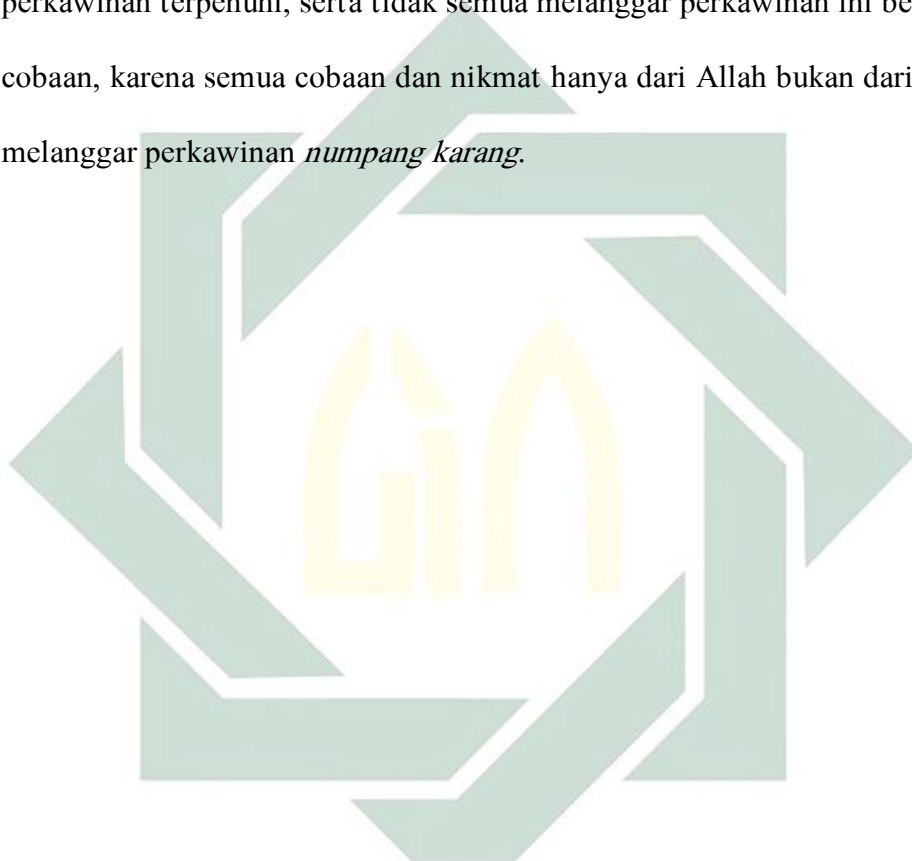 perkawinan terpenuhi, serta tidak semua melanggar perkawinan ini be
cobaan, karena semua cobaan dan nikmat hanya dari Allah bukan dari
melanggar perkawinan numpang karang.